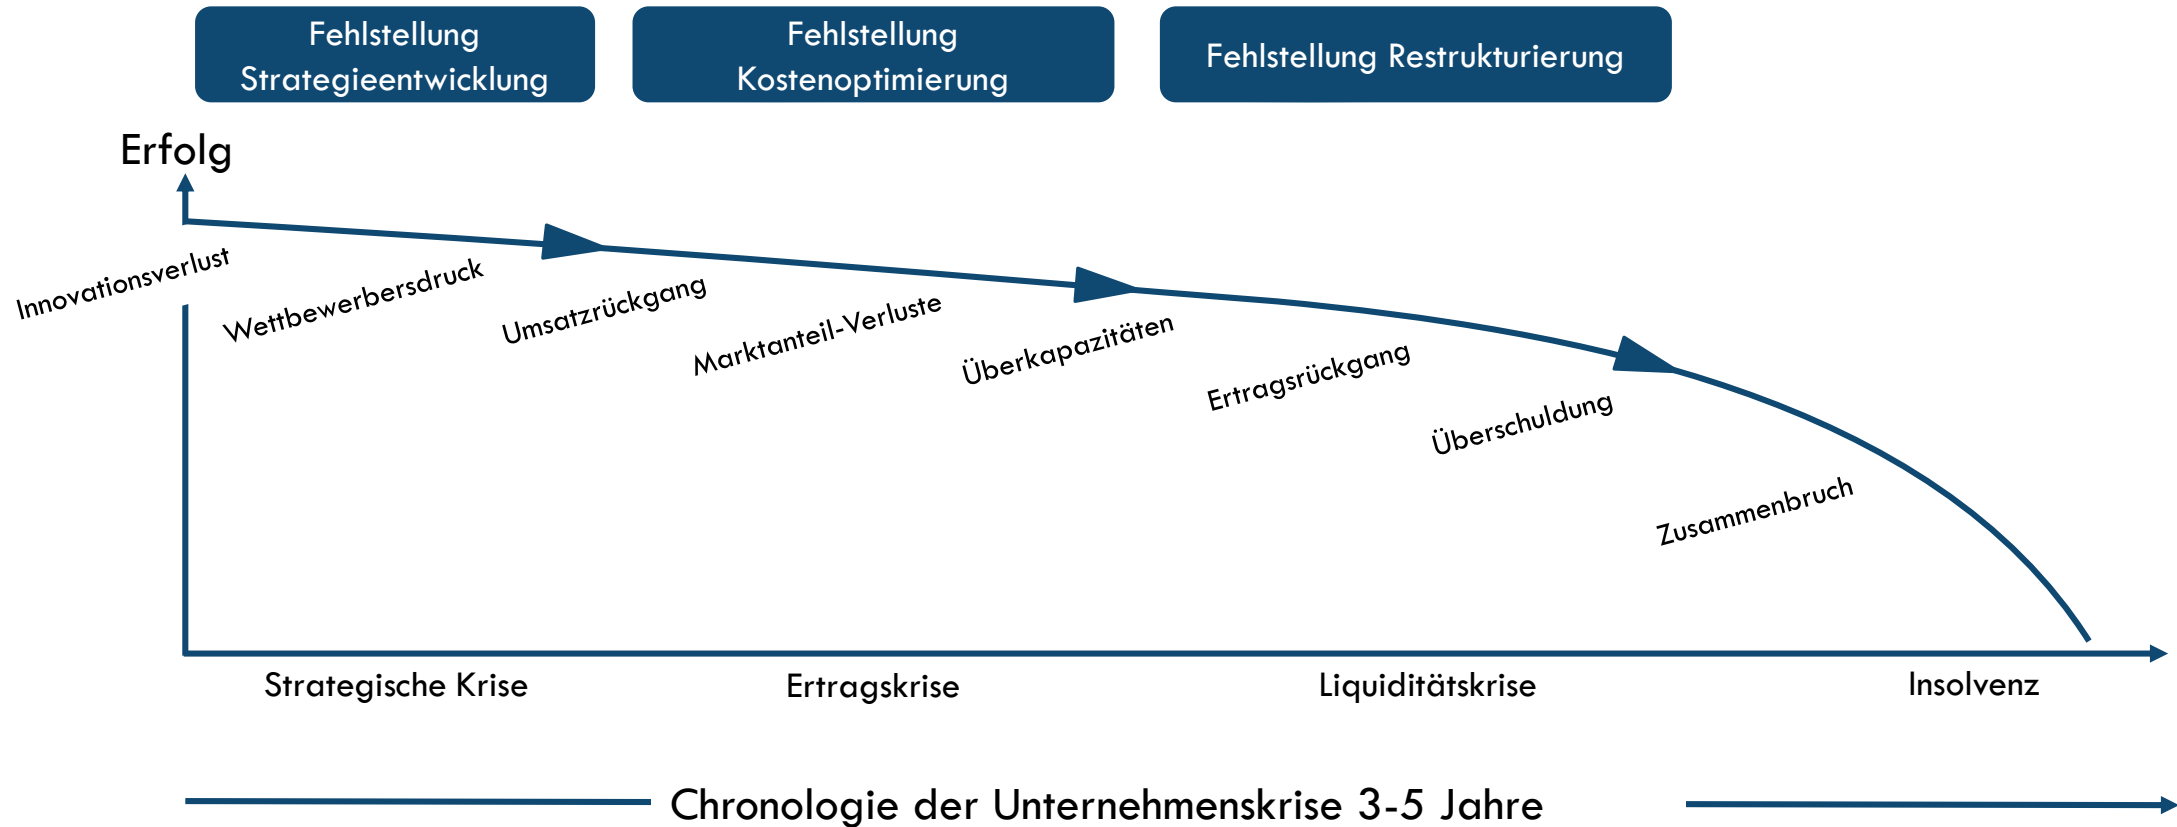 Fehlstellung
Strategieentwicklung
Fehlstellung
Kostenoptimierung
Fehlstellung Restrukturierung
Erfolg
Innovationsverlust
Wettbewerbersdruck
Umsatzrückgang
Marktanteil-Verluste
Überkapazitäten
Ertragsrückgang
Überschuldung
Zusammenbruch
Strategische Krise
Ertragskrise
Liquiditätskrise
Insolvenz
Chronologie der Unternehmenskrise 3-5 Jahre